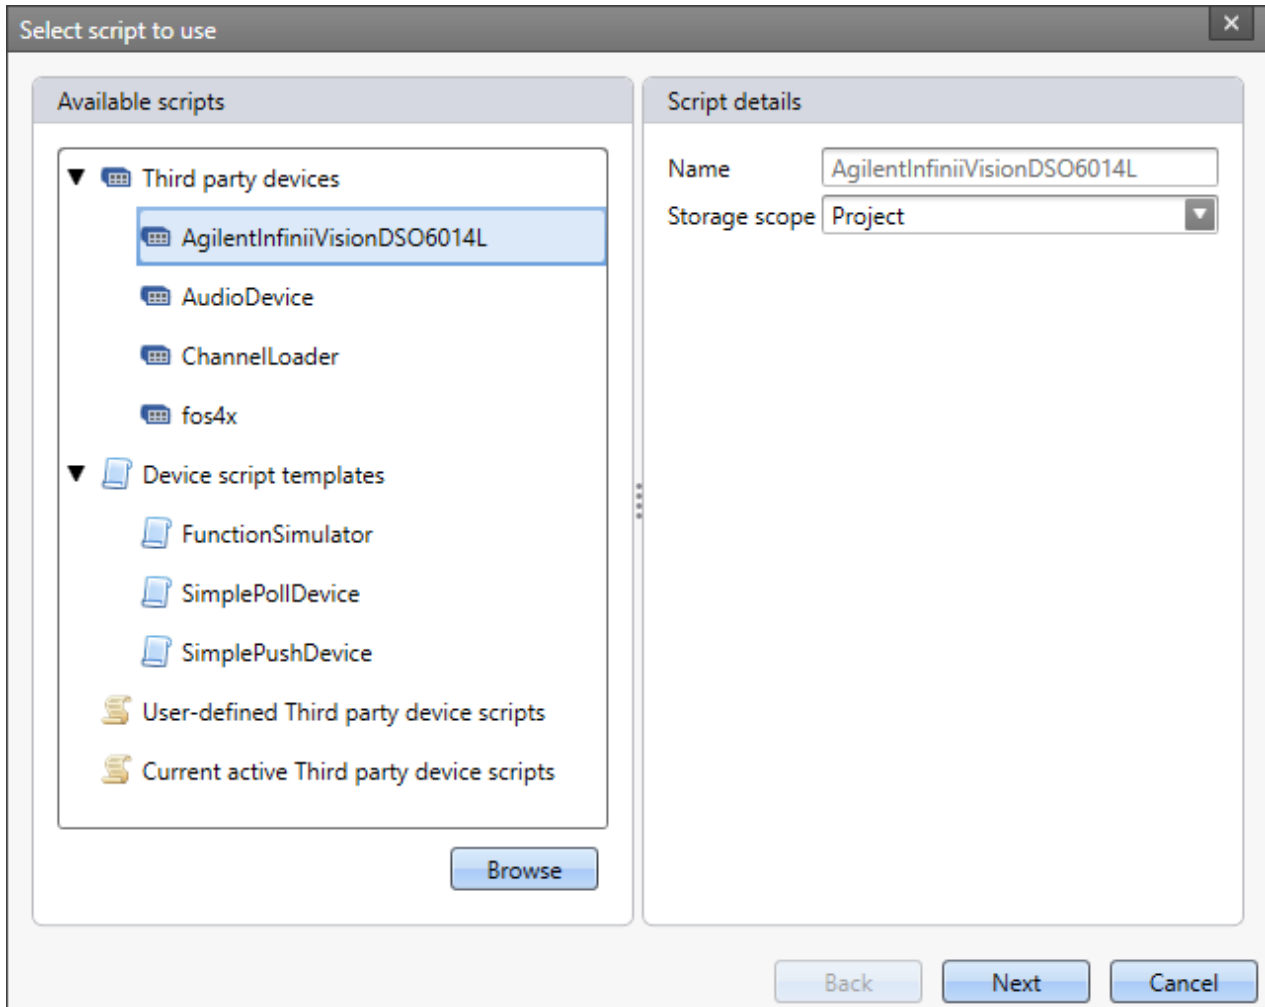 Select script to use
Available scripts
Third party devices
AgilentInfiniiVisionDSO6014L
AudioDevice
ChannelLoader
fos4x
Device script templates
FunctionSimulator
SimplePollDevice
SimplePushDevice
User-defined Third party device scripts
Current active Third party device scripts
Browse
Script details
Name AgilentInfiniiVisionDSO6014L
Storage scope Project
Back Next Cancel